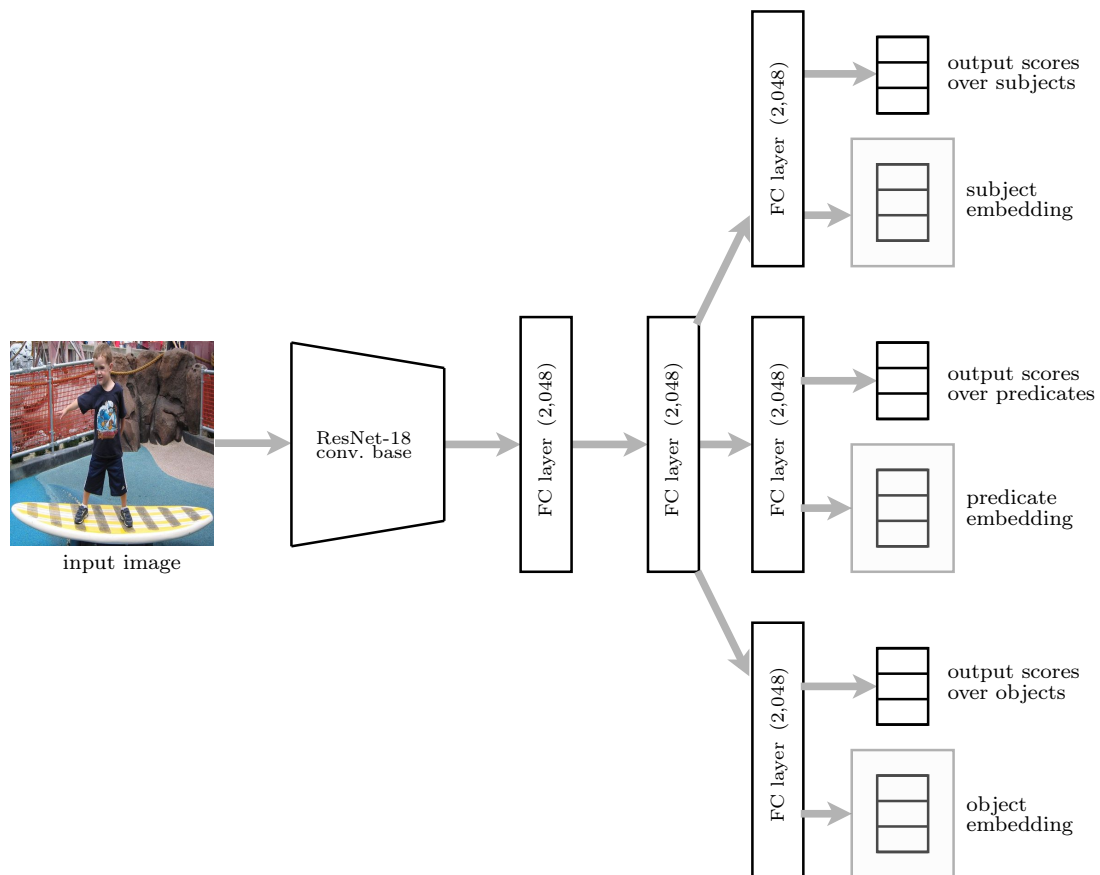 input image
ResNet-18
conv. base
FC layer (2,048)
FC layer (2,048)
FC layer (2,048)
output scores
over subjects
subject
embedding
FC layer (2,048)
output scores
over predicates
predicate
embedding
FC layer (2,048)
output scores
over objects
object
embedding